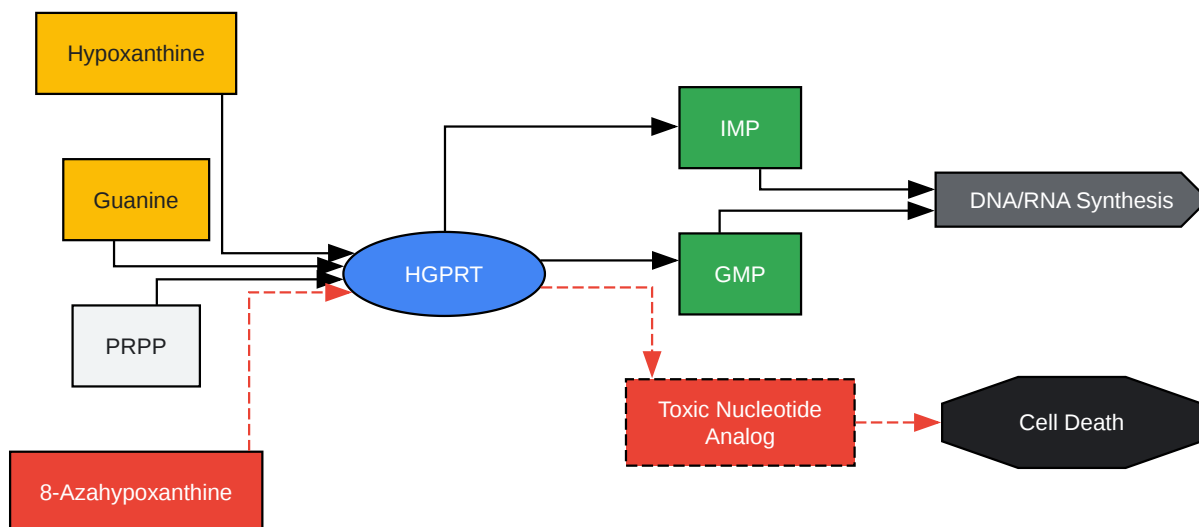 Hypoxanthine
IMP
Guanine
DNA/RNA Synthesis
HGPRT
GMP
PRPP
Toxic Nucleotide
Analog
Cell Death
8-Azahypoxanthine